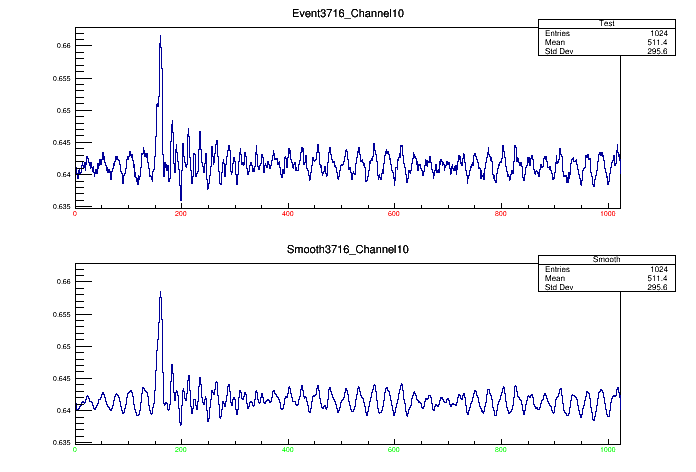 Event3716_Channel10
Test
Entries 1024
Mean 511.4
Std Dev 295.6
0.66
0.655
0.65
0.645
0.64
0.635
0 200 400 600 800 1000
Smooth3716_Channel10
Smooth
Entries 1024
Mean 511.4
Std Dev 295.6
0.66
0.655
0.65
0.645
0.64
0.635
0 200 400 600 800 1000